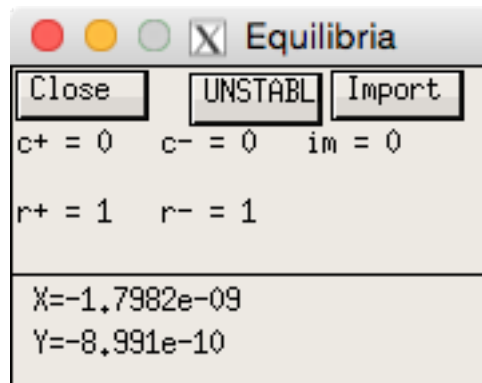 X Equilibria
Close UNSTABL Import
c+ = 0 c- = 0 im = 0
r+ = 1 r- = 1
X=-1.7982e-09
Y=-8.991e-10